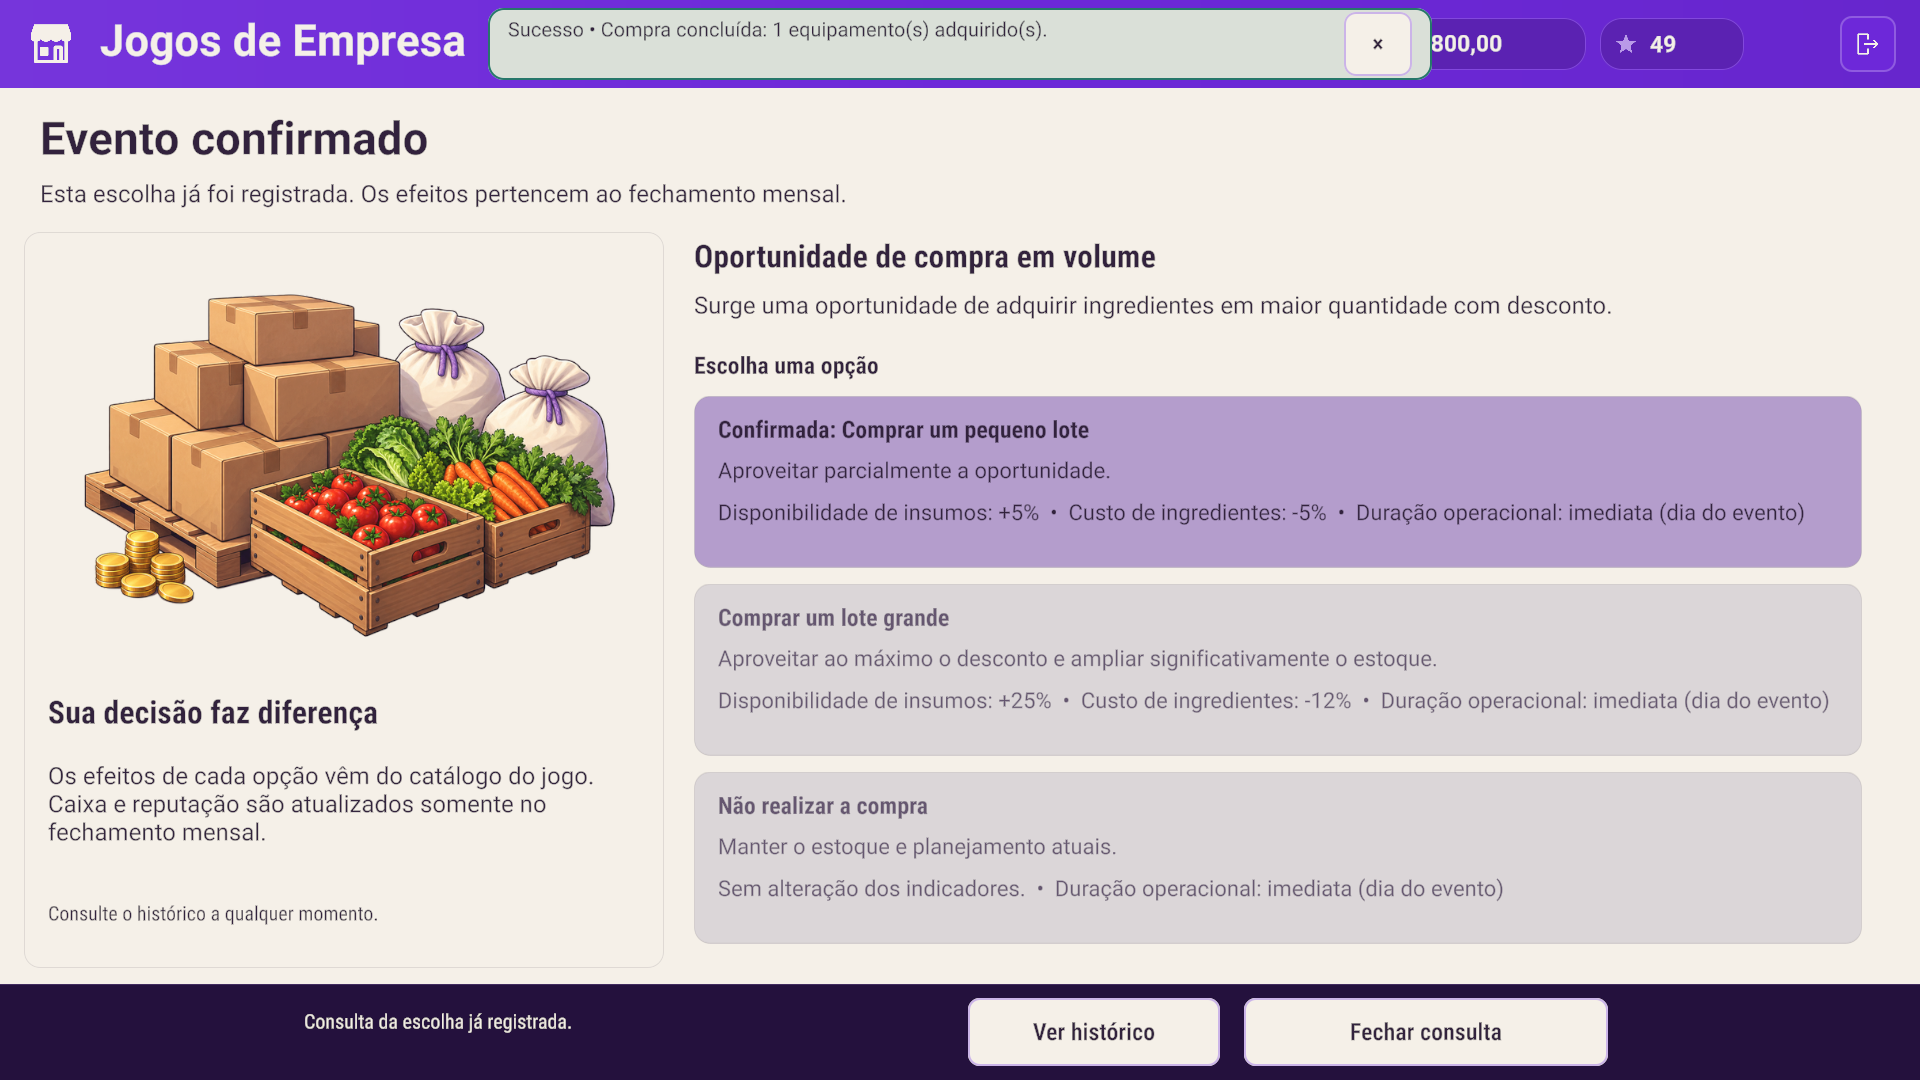 Jogos de Empresa
Sucesso • Compra concluída: 1 equipamento(s) adquirido(s).
×
800,00
49
Evento confirmado
Esta escolha já foi registrada. Os efeitos pertencem ao fechamento mensal.
Sua decisão faz diferença
Os efeitos de cada opção vêm do catálogo do jogo.
Caixa e reputação são atualizados somente no
fechamento mensal.
Consulte o histórico a qualquer momento.
Oportunidade de compra em volume
Surge uma oportunidade de adquirir ingredientes em maior quantidade com desconto.
Escolha uma opção
Confirmada: Comprar um pequeno lote
Aproveitar parcialmente a oportunidade.
Disponibilidade de insumos: +5% • Custo de ingredientes: -5% • Duração operacional: imediata (dia do evento)
Comprar um lote grande
Aproveitar ao máximo o desconto e ampliar significativamente o estoque.
Disponibilidade de insumos: +25% • Custo de ingredientes: -12% • Duração operacional: imediata (dia do evento)
Não realizar a compra
Manter o estoque e planejamento atuais.
Sem alteração dos indicadores. • Duração operacional: imediata (dia do evento)
Consulta da escolha já registrada.
Ver histórico
Fechar consulta